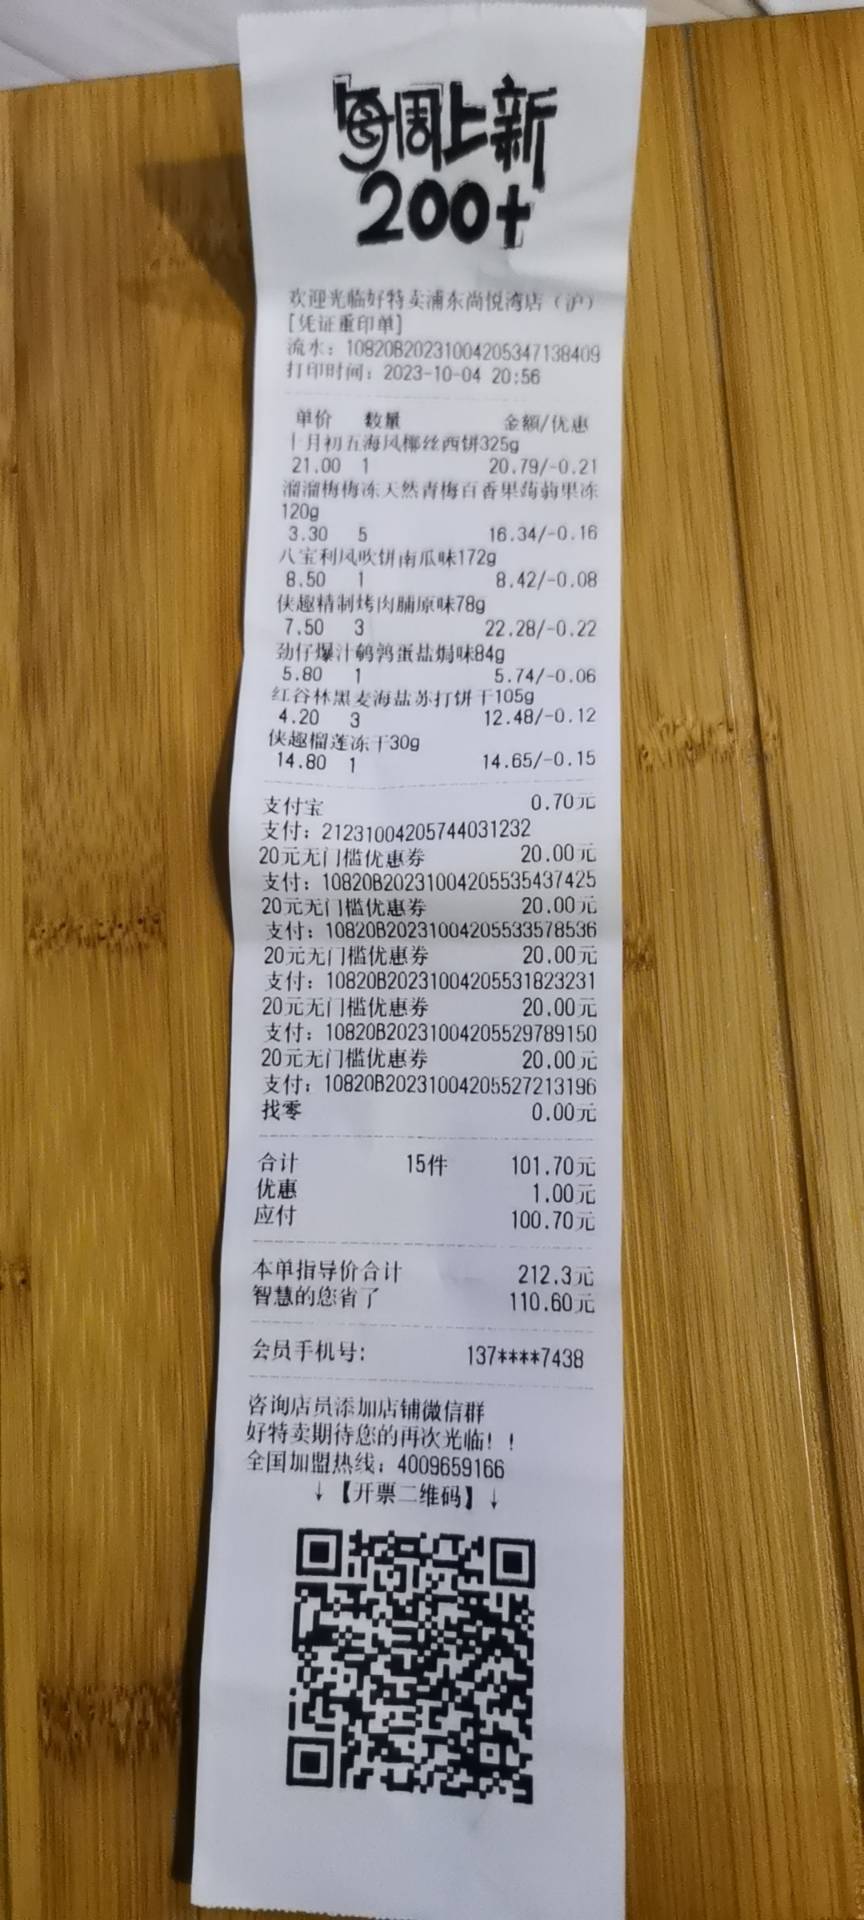 每周上新
200+
欢迎光临好特卖浦东尚悦湾店（沪）
[凭证重印单]
流水：10820B20231004205347138409
打印时间：2023-10-04 20:56
单价 数量 金额/优惠
十月初五海风椰丝西饼325g
21.00 1 20.79/-0.21
溜溜梅梅冻天然青梅百香果蒟蒻果冻
120g
3.30 5 16.34/-0.16
八宝利风吹饼南瓜味172g
8.50 1 8.42/-0.08
侠趣精制烤肉脯原味78g
7.50 3 22.28/-0.22
劲仔爆汁鹌鹑蛋盐焗味84g
5.80 1 5.74/-0.06
红谷林黑麦海盐苏打饼干105g
4.20 3 12.48/-0.12
侠趣榴莲冻干30g
14.80 1 14.65/-0.15
支付宝 0.70元
支付：21231004205744031232
20元无门槛优惠券 20.00元
支付：10820B20231004205535437425
20元无门槛优惠券 20.00元
支付：10820B20231004205533578536
20元无门槛优惠券 20.00元
支付：10820B20231004205531823231
20元无门槛优惠券 20.00元
支付：10820B20231004205529789150
20元无门槛优惠券 20.00元
支付：10820B20231004205527213196
找零 0.00元
合计 15件 101.70元
优惠 1.00元
应付 100.70元
本单指导价合计 212.3元
智慧的您省了 110.60元
会员手机号： 137****7438
咨询店员添加店铺微信群
好特卖期待您的再次光临！！
全国加盟热线：4009659166
↓【开票二维码】↓